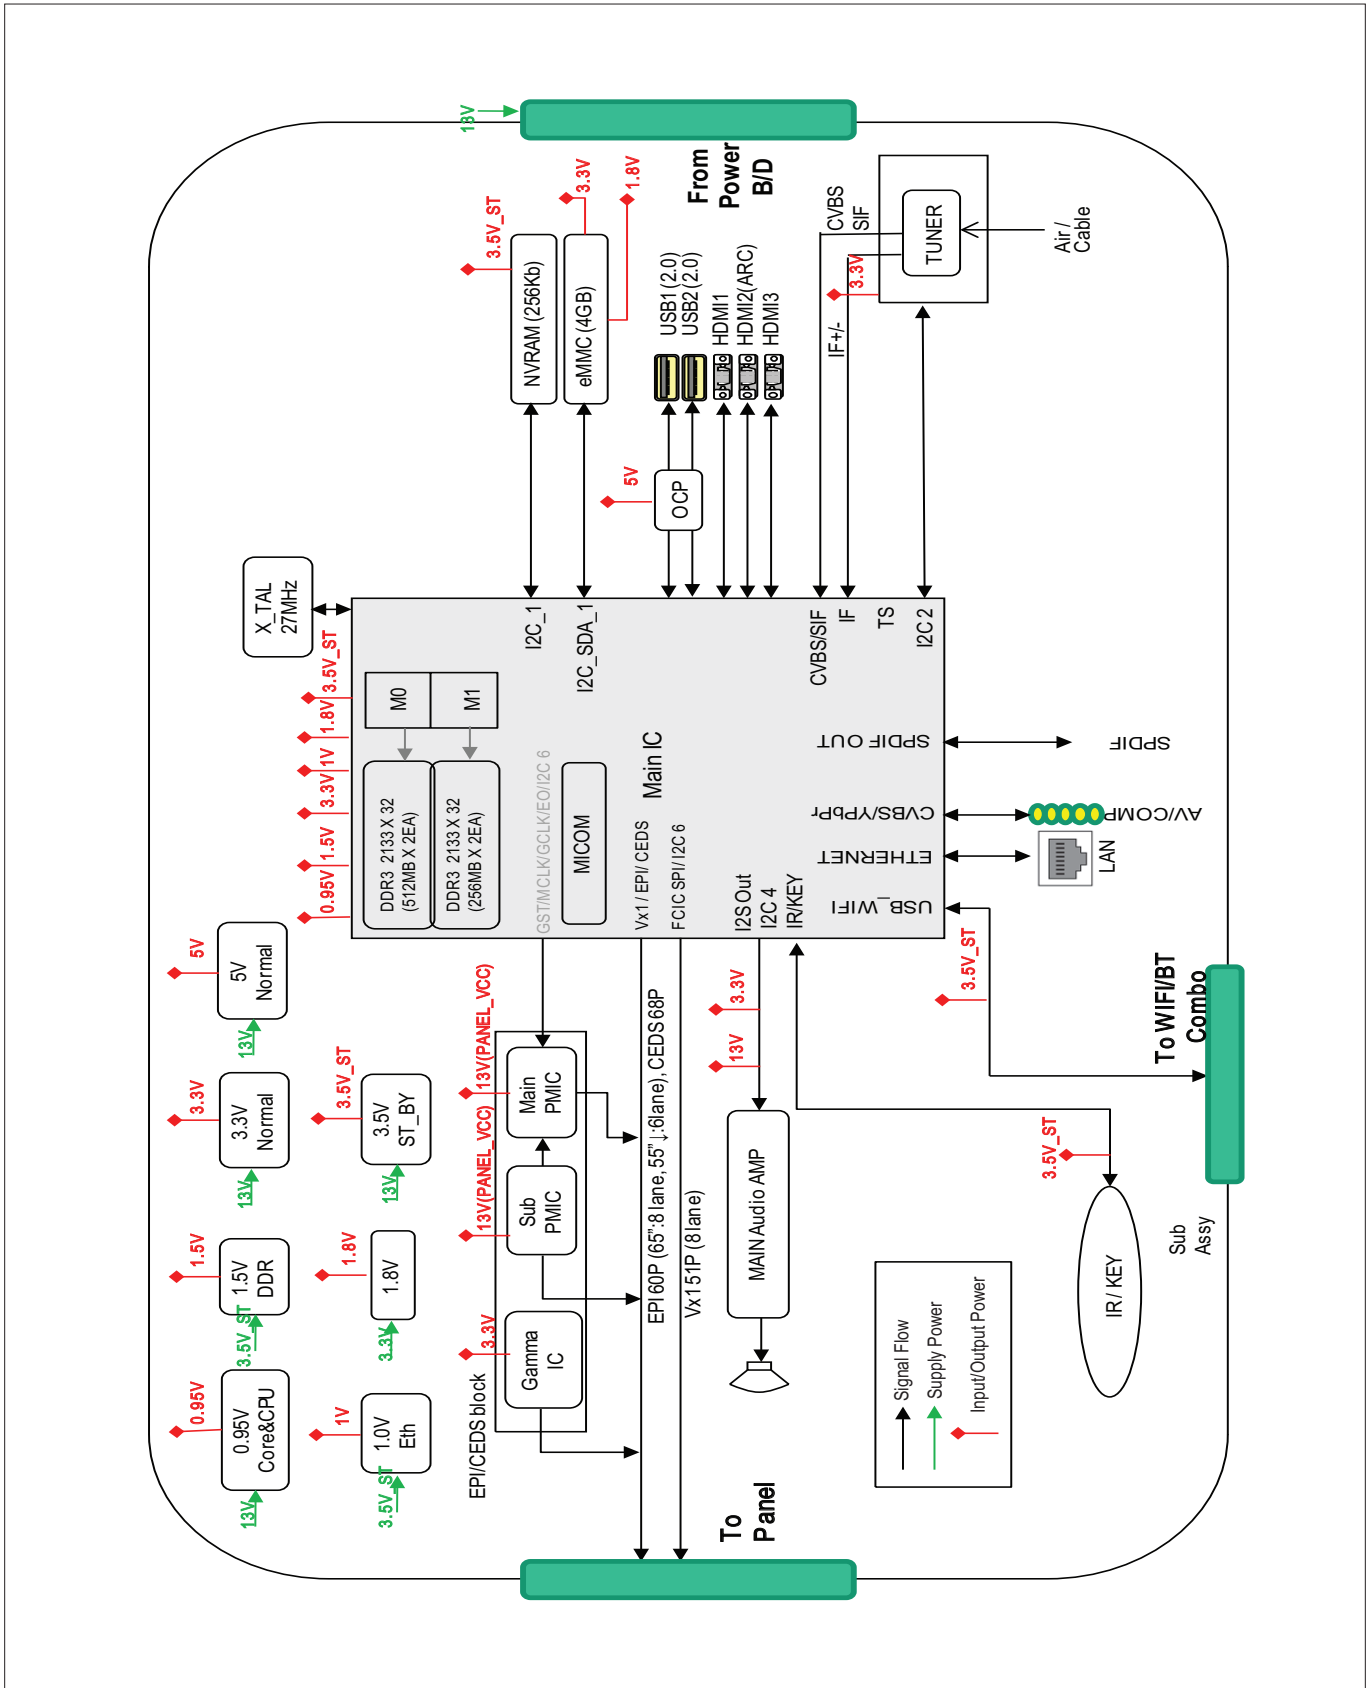 0.95V
0.95V
Core&CPU
13V
1.5V
1.5V
DDR
3.5V_ST
3.3V
3.3V
Normal
13V
5V
5V
Normal
13V
1V
1.0V
Eth
3.5V_ST
1.8V
1.8V
3.3V
3.5V_ST
3.5V
ST_BY
13V
0.95V
1.5V
3.3V
1V
1.8V
3.5V_ST
X_TAL
27MHz
DDR3 2133 X 32
(512MB X 2EA)
DDR3 2133 X 32
(256MB X 2EA)
M0
M1
GST/MCLK/GCLK/EO/I2C 6
MICOM
Vx1 / EPI/ CEDS
FCIC SPI/ I2C 6
Main IC
I2S Out
I2C 4
IR/KEY
I2C_1
I2C_SDA_1
CVBS/SIF
IF
TS
I2C 2
USB_WIFI
ETHERNET
CVBS/YPbPr
SPDIF OUT
EPI/CEDS block
3.3V
Gamma
IC
13V(PANEL_VCC)
Sub
PMIC
13V(PANEL_VCC)
Main
PMIC
EPI 60P (65":8 lane, 55"↓:6lane), CEDS 68P
Vx1 51P (8 lane)
To
Panel
13V
3.3V
MAIN Audio AMP
3.5V_ST
NVRAM (256Kb)
3.3V
eMMC (4GB)
1.8V
13V
From
Power
B/D
5V
OCP
USB1 (2.0)
USB2 (2.0)
HDMI1
HDMI2(ARC)
HDMI3
CVBS
SIF
IF+/-
3.3V
TUNER
Air /
Cable
SPDIF
AV/COMP
LAN
3.5V_ST
To WIFI/BT
Combo
3.5V_ST
IR / KEY
Sub
Assy
Signal Flow
Supply Power
Input/Output Power